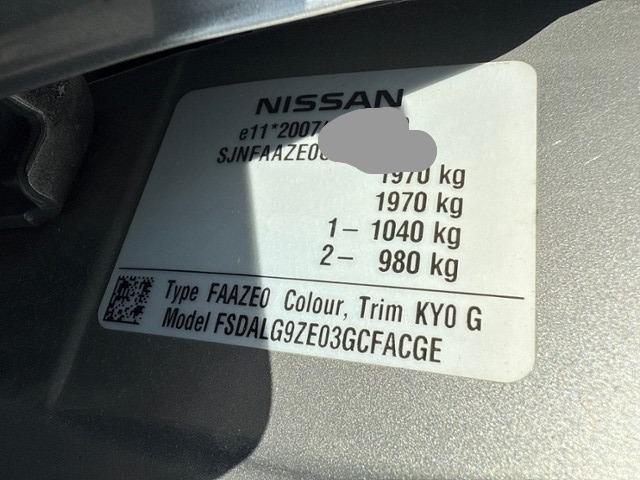 NISSAN
e11*2007/
SJNFAAZE0
1970 kg
1970 kg
1– 1040 kg
2– 980 kg
Type FAAZE0 Colour, Trim KY0 G
Model FSDALG9ZE03GCFACGE